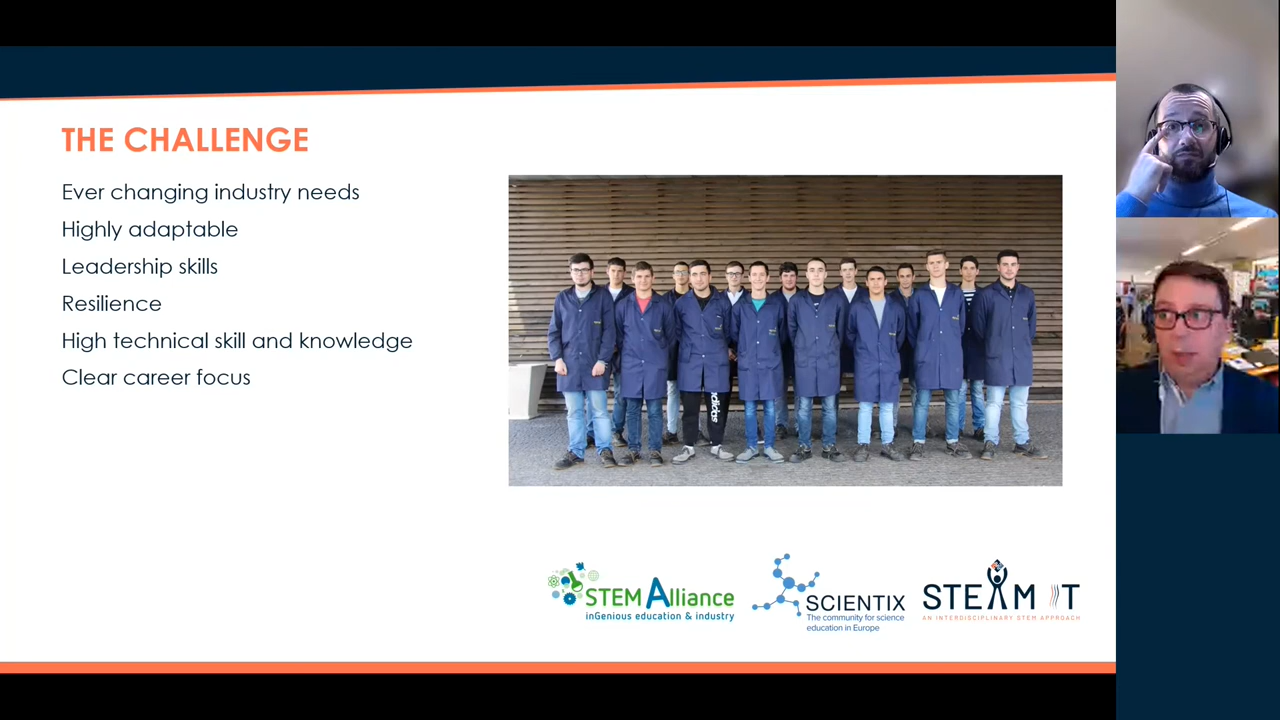 THE CHALLENGE
Ever changing industry needs
Highly adaptable
Leadership skills
Resilience
High technical skill and knowledge
Clear career focus
adidas
STEM Alliance
inGenious education & industry
SCIENTIX
The community for science
education in Europe
STEAM IT
AN INTERDISCIPLINARY STEM APPROACH